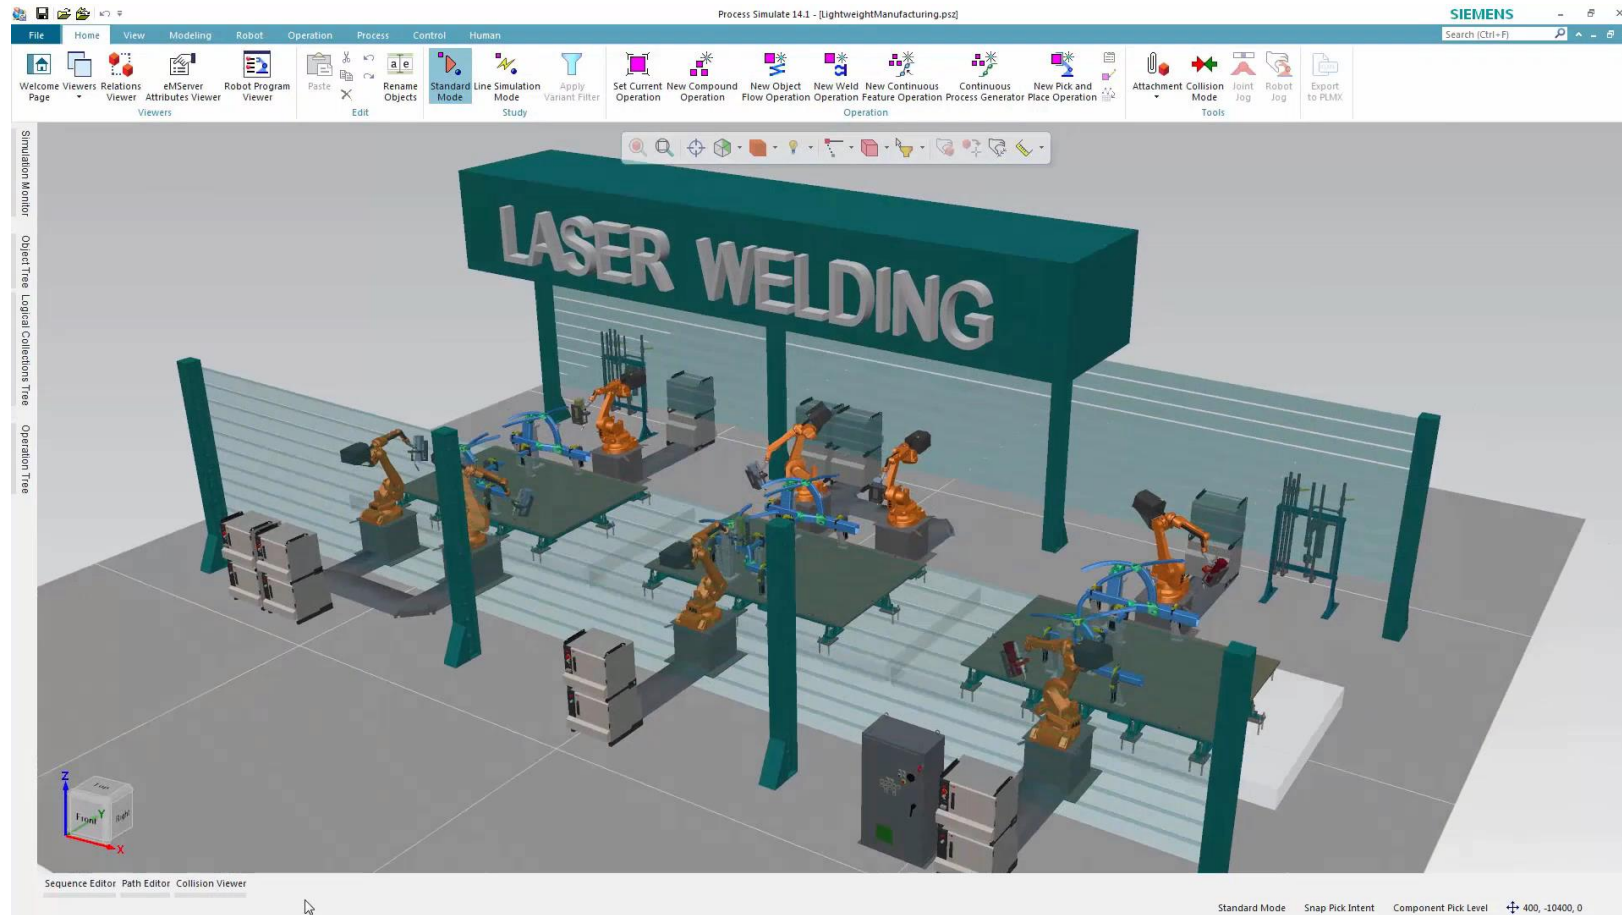 Process Simulate 14.1 - [LightweightManufacturing.psz]
SIEMENS
File Home View Modeling Robot Operation Process Control Human
Search (Ctrl+F)
Welcome Page
Viewers
Relations Viewer
eMServer Attributes Viewer
Robot Program Viewer
Viewers
Paste
Rename Objects
Edit
Standard Mode
Line Simulation Mode
Apply Variant Filter
Study
Set Current Operation
New Compound Operation
New Object Flow Operation
New Weld Operation
New Continuous Feature Operation
Continuous Process Generator
New Pick and Place Operation
Operation
Attachment
Collision Mode
Joint Jog
Robot Jog
Export to PLMX
Tools
Simulation Monitor
Object Tree
Logical Collections Tree
Operation Tree
LASER WELDING
Z
Top
Front
Y
Right
X
Sequence Editor Path Editor Collision Viewer
Standard Mode Snap Pick Intent Component Pick Level 400, -10400, 0